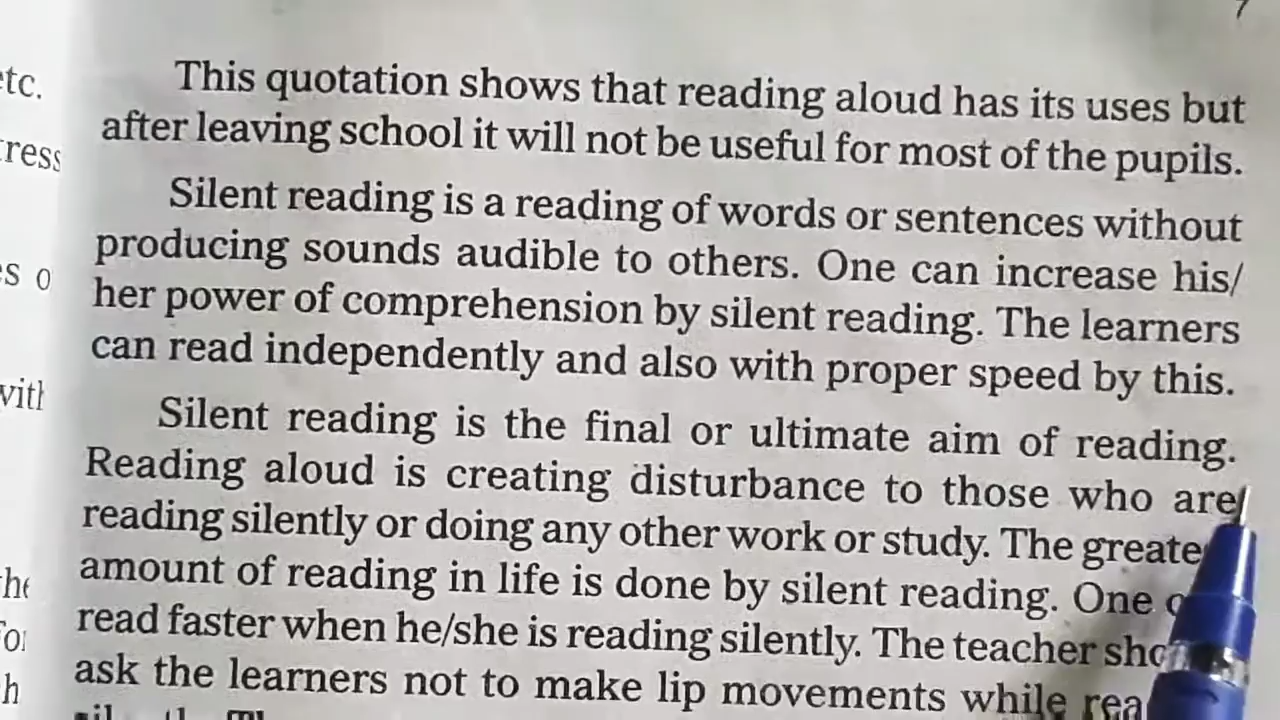 This quotation shows that reading aloud has its uses but
after leaving school it will not be useful for most of the pupils.
Silent reading is a reading of words or sentences without
producing sounds audible to others. One can increase his/
her power of comprehension by silent reading. The learners
can read independently and also with proper speed by this.
Silent reading is the final or ultimate aim of reading.
Reading aloud is creating disturbance to those who are
reading silently or doing any other work or study. The
amount of reading in life is done by silent reading. One
read faster when he/she is reading silently. The teacher
ask the learners not to make lip movements while